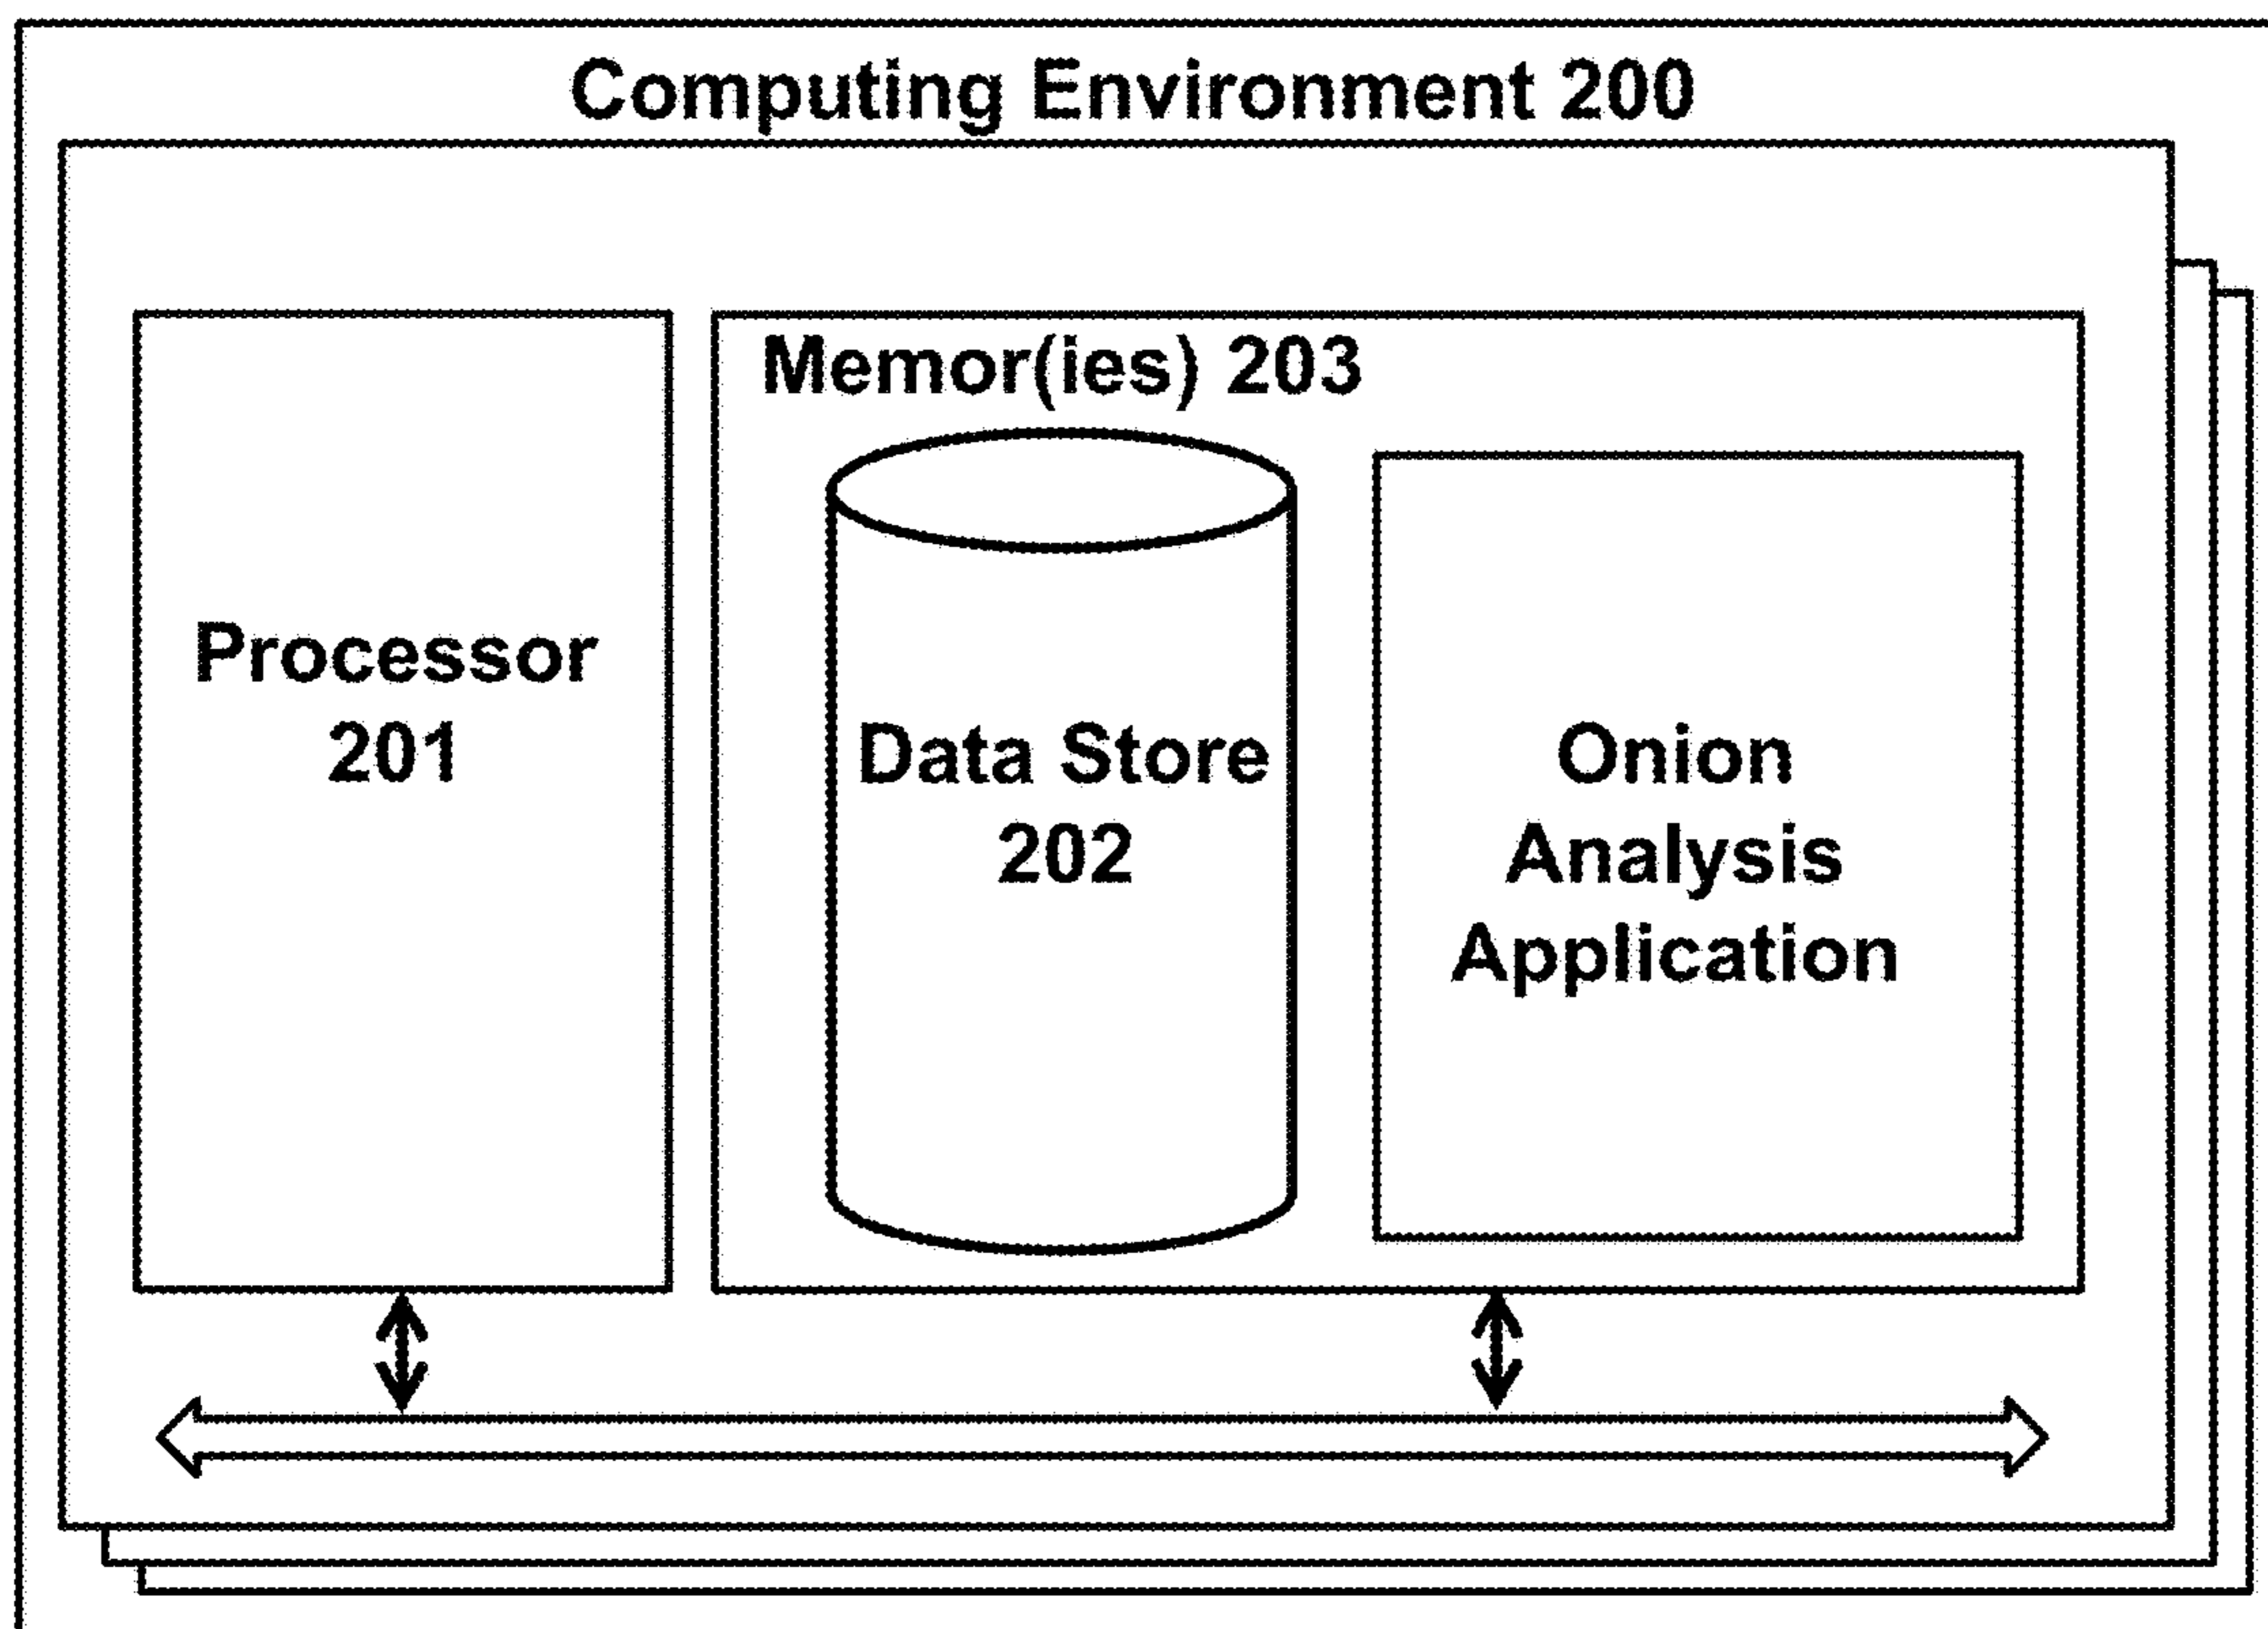 Computing Environment 200
Memor(ies) 203
Processor
201
Data Store
202
Onion
Analysis
Application